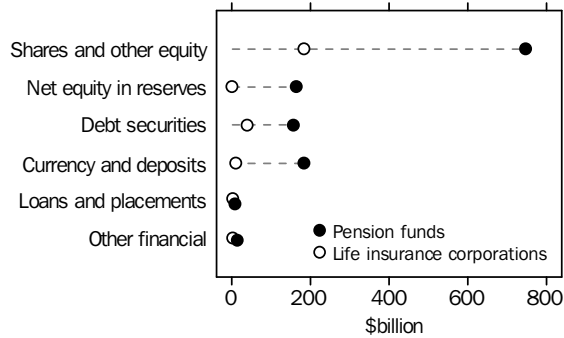 Shares and other equity
Net equity in reserves
Debt securities
Currency and deposits
Loans and placements
Other financial
Pension funds
Life insurance corporations
0 200 400 600 800
$billion